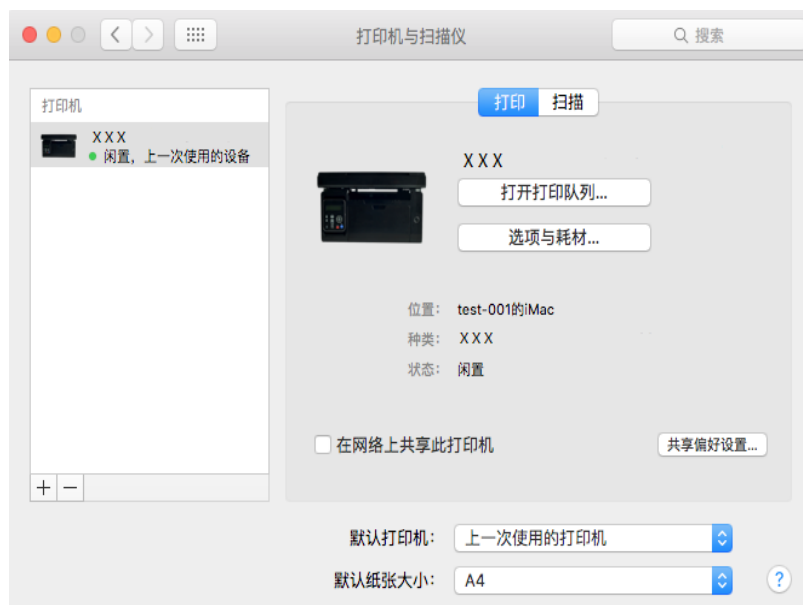 打印机与扫描仪
搜索
打印机
XXX
闲置，上一次使用的设备
打印 扫描
XXX
打开打印队列...
选项与耗材...
位置： test-001的iMac
种类： XXX
状态： 闲置
在网络上共享此打印机
共享偏好设置...
+ −
默认打印机： 上一次使用的打印机
默认纸张大小： A4
?